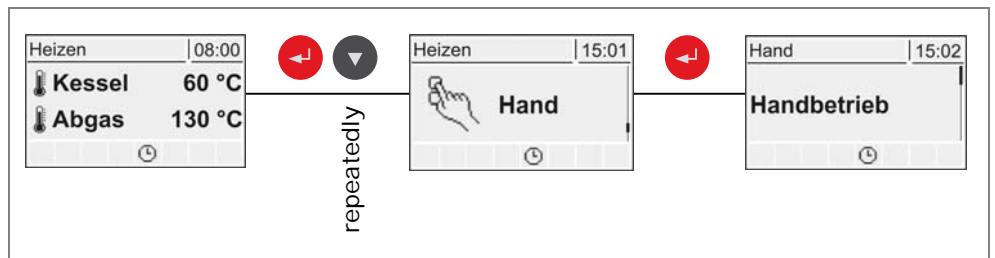 Heizen 08:00
Kessel 60 °C
Abgas 130 °C
repeatedly
Heizen 15:01
Hand
Hand 15:02
Handbetrieb